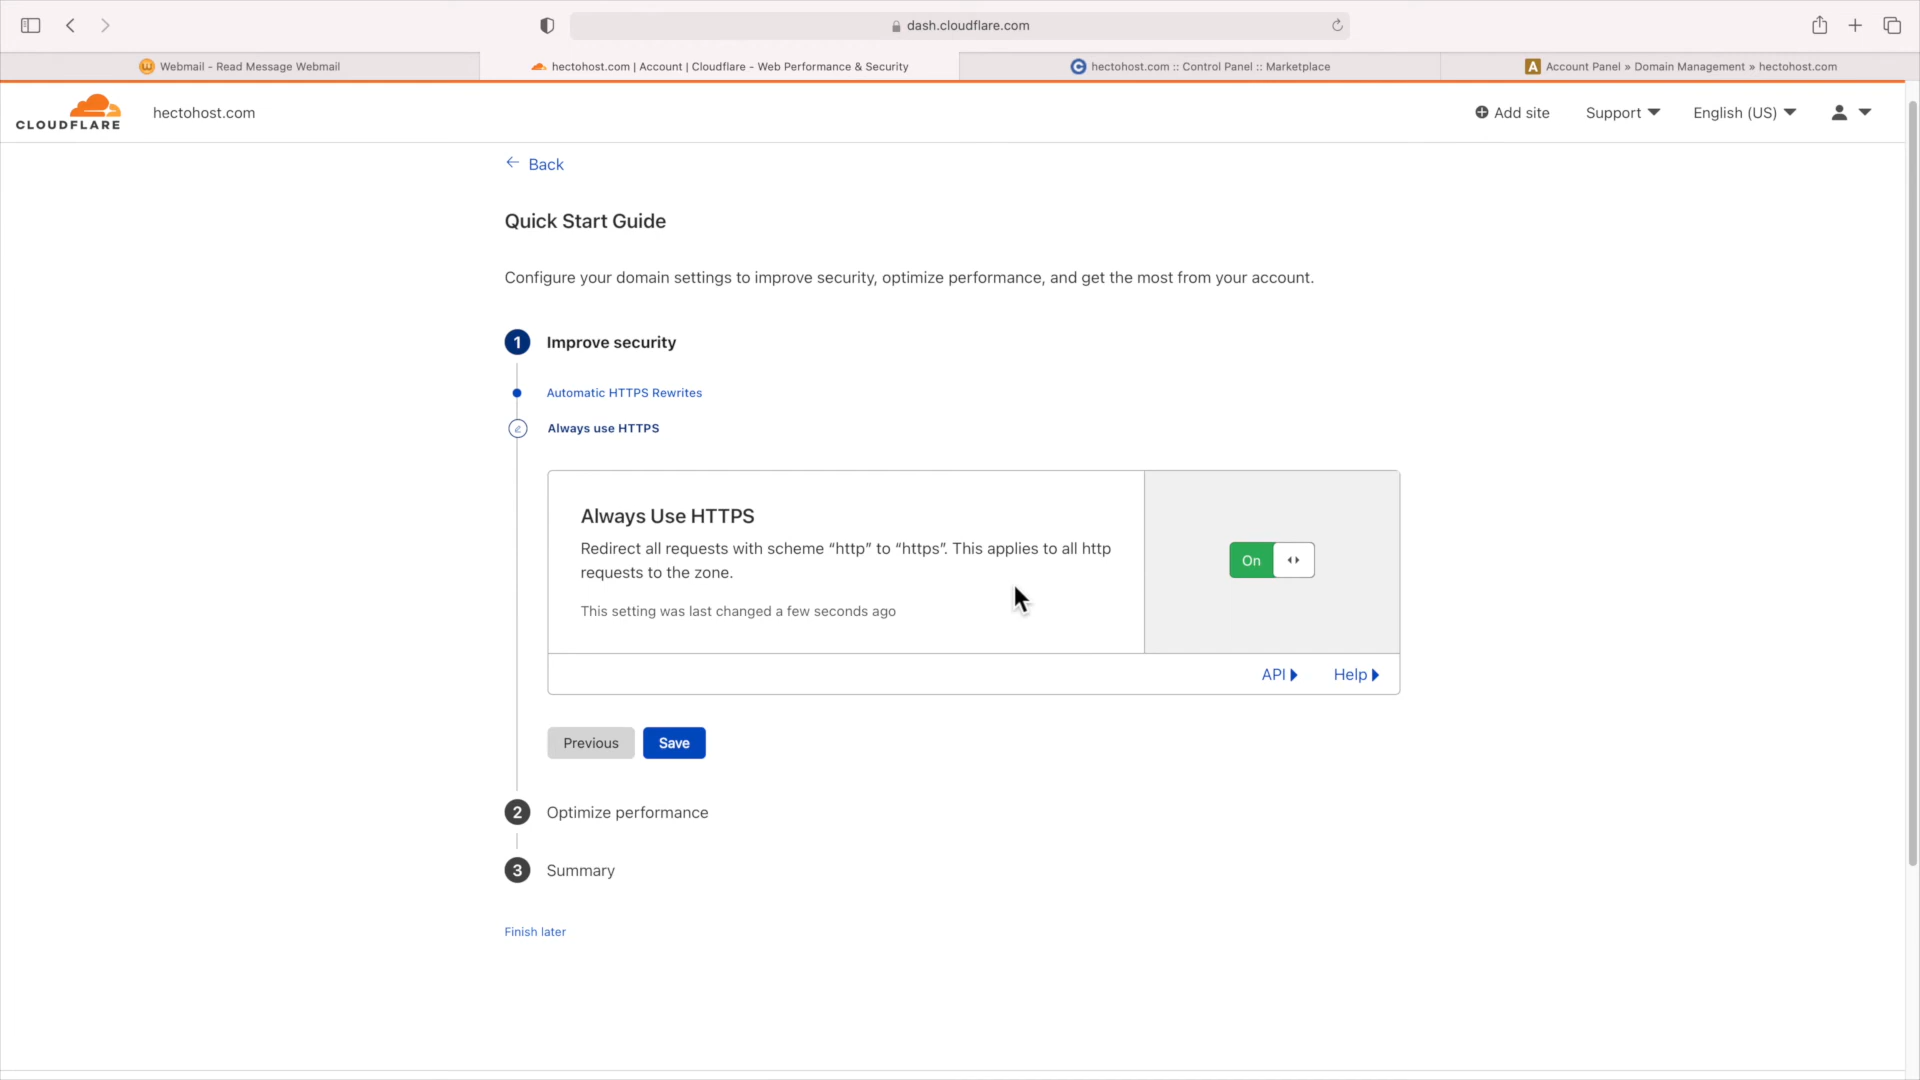 dash.cloudflare.com
Webmail - Read Message Webmail
hectohost.com | Account | Cloudflare - Web Performance & Security
hectohost.com :: Control Panel :: Marketplace
A Account Panel » Domain Management » hectohost.com
CLOUDFLARE
hectohost.com
Add site
Support
English (US)
Back
Quick Start Guide
Configure your domain settings to improve security, optimize performance, and get the most from your account.
1 Improve security
Automatic HTTPS Rewrites
Always use HTTPS
Always Use HTTPS
Redirect all requests with scheme “http” to “https”. This applies to all http
requests to the zone.
This setting was last changed a few seconds ago
On
API
Help
Previous
Save
2 Optimize performance
3 Summary
Finish later